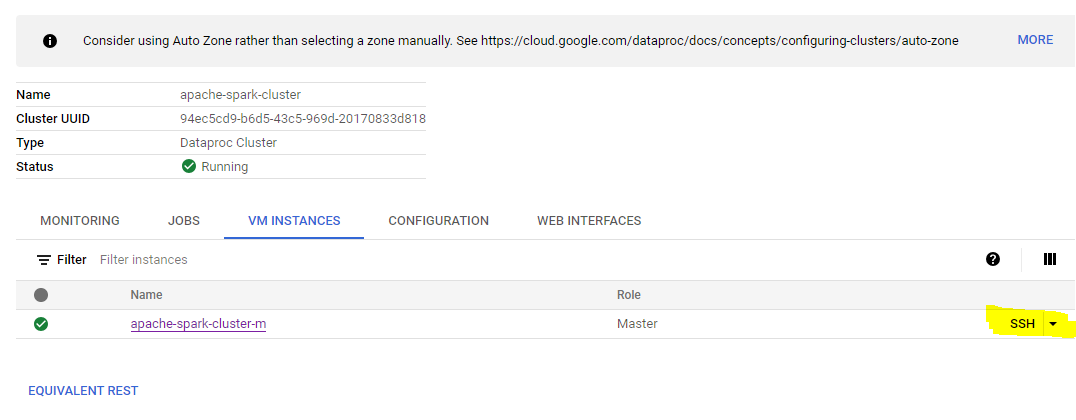 Consider using Auto Zone rather than selecting a zone manually. See https://cloud.google.com/dataproc/docs/concepts/configuring-clusters/auto-zone MORE
Name apache-spark-cluster
Cluster UUID 94ec5cd9-b6d5-43c5-969d-20170833d818
Type Dataproc Cluster
Status Running
MONITORING JOBS VM INSTANCES CONFIGURATION WEB INTERFACES
Filter Filter instances
Name Role
apache-spark-cluster-m Master SSH
EQUIVALENT REST